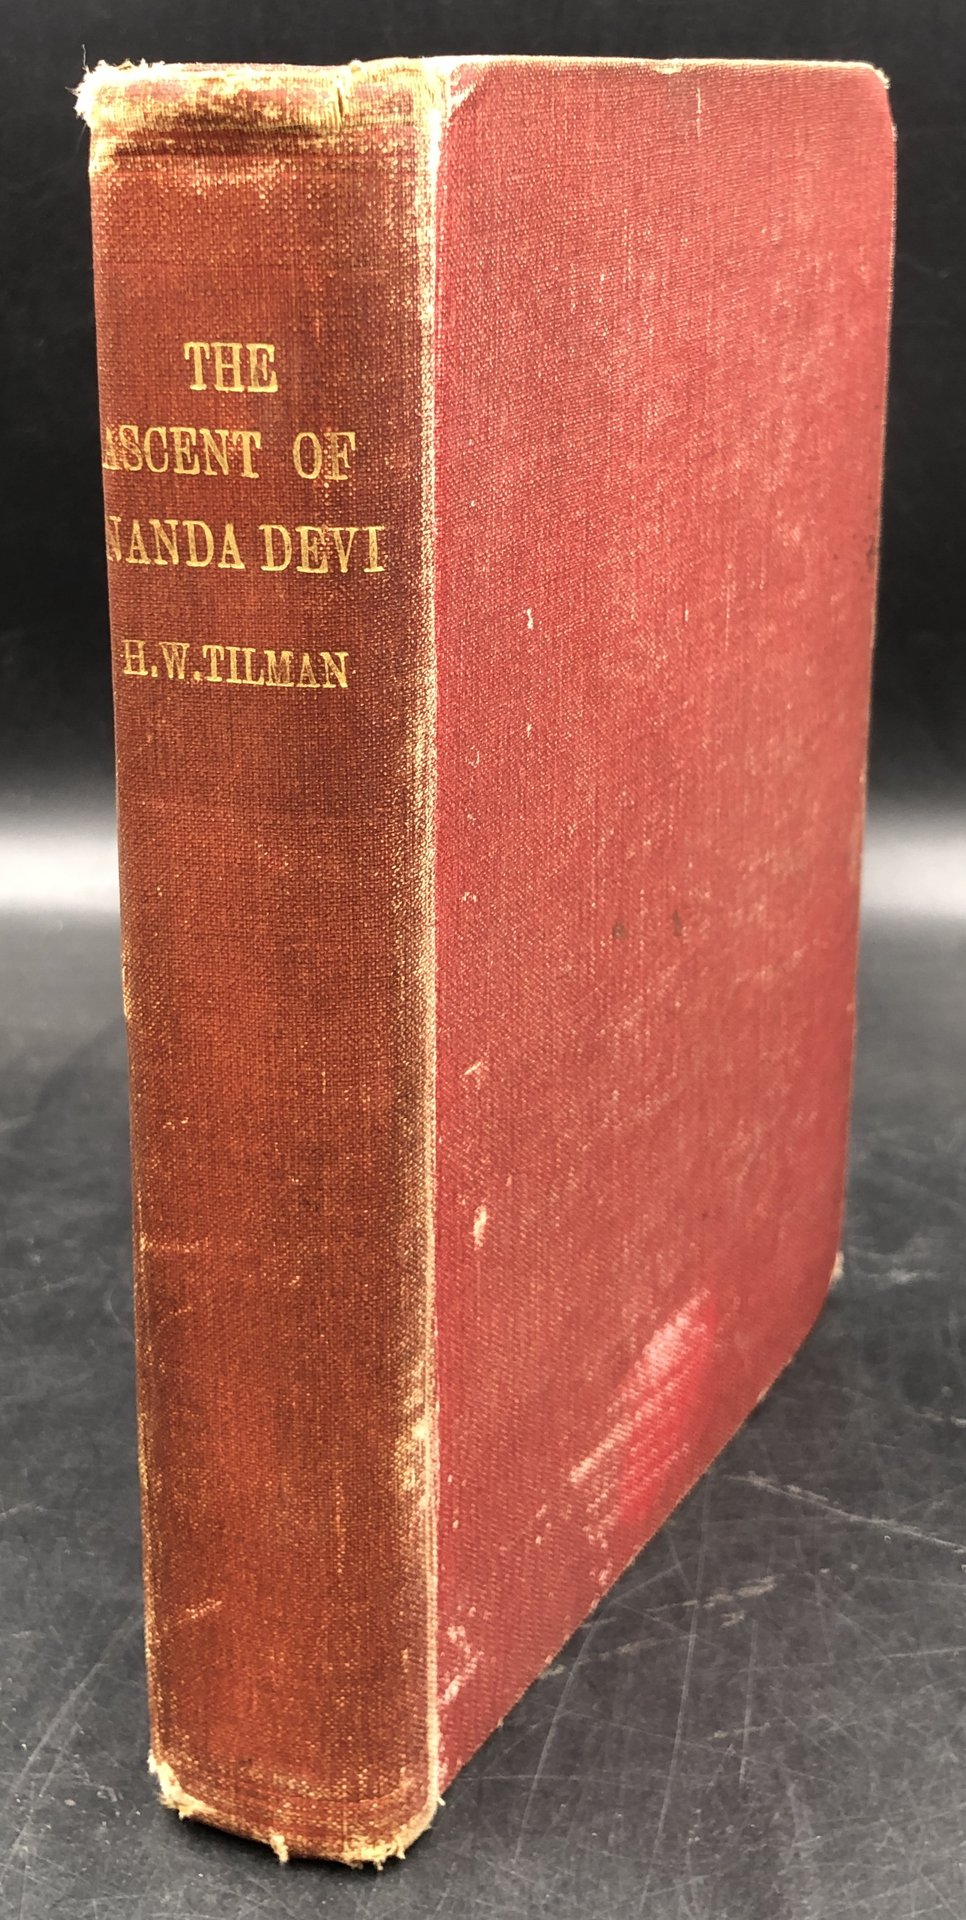 THE
ASCENT OF
NANDA DEVI
H.W.TILMAN